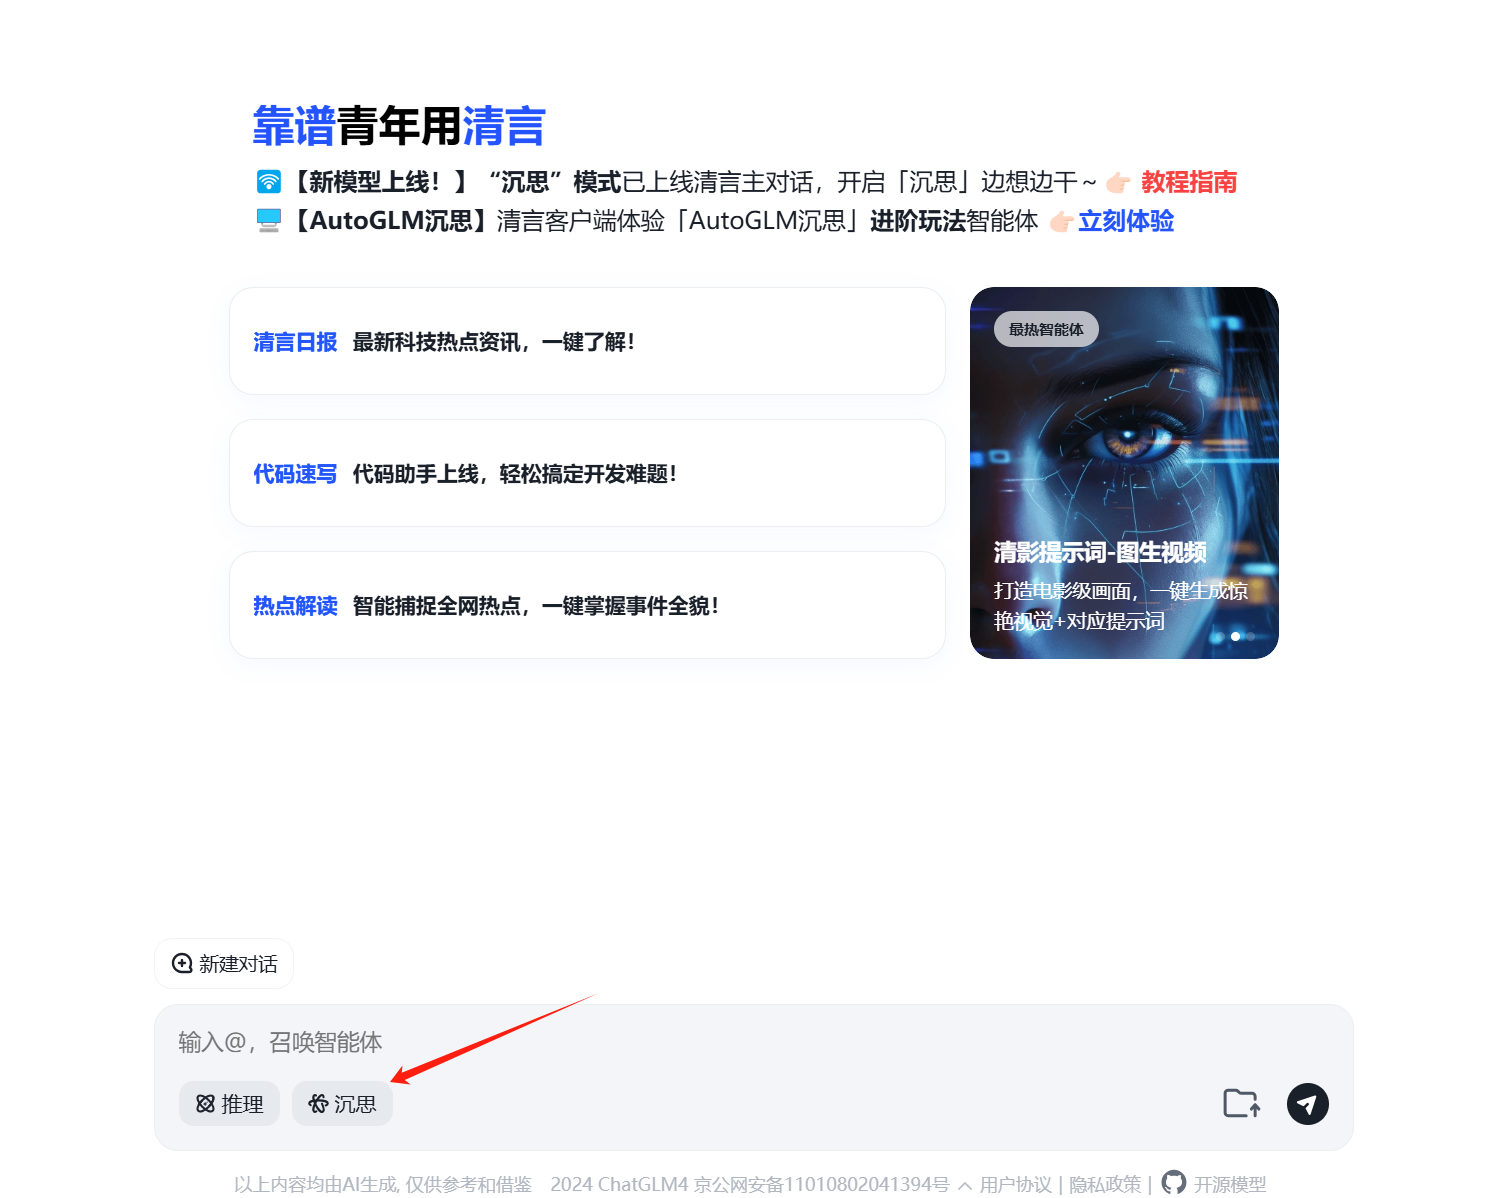 靠谱青年用清言
【新模型上线！】“沉思”模式已上线清言主对话，开启「沉思」边想边干～ 教程指南
【AutoGLM沉思】清言客户端体验「AutoGLM沉思」进阶玩法智能体 立刻体验
清言日报 最新科技热点资讯，一键了解！
代码速写 代码助手上线，轻松搞定开发难题！
热点解读 智能捕捉全网热点，一键掌握事件全貌！
最热智能体
清影提示词-图生视频
打造电影级画面，一键生成惊
艳视觉+对应提示词
新建对话
输入@，召唤智能体
推理 沉思
以上内容均由AI生成, 仅供参考和借鉴 2024 ChatGLM4 京公网安备11010802041394号 用户协议 | 隐私政策 | 开源模型